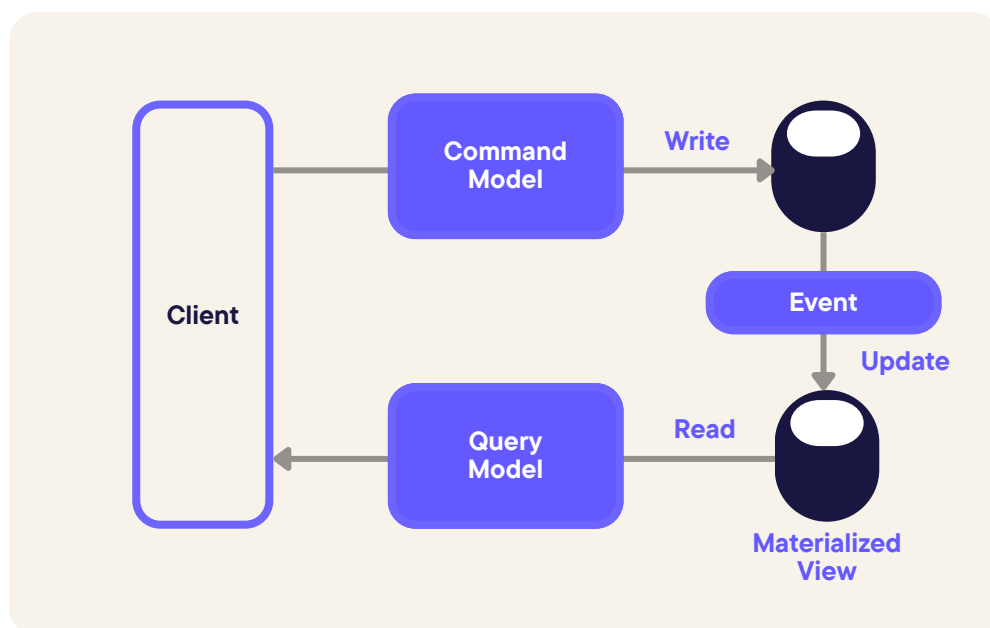 Command
Model
Write
Event
Client
Update
Query
Model
Read
Materialized
View